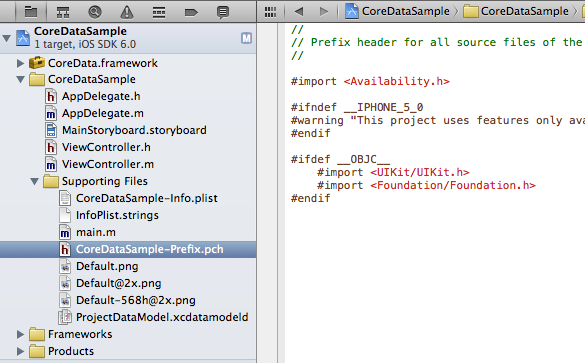 CoreDataSample
1 target, iOS SDK 6.0
M
CoreData.framework
CoreDataSample
AppDelegate.h
AppDelegate.m
MainStoryboard.storyboard
ViewController.h
ViewController.m
Supporting Files
CoreDataSample-Info.plist
InfoPlist.strings
main.m
CoreDataSample-Prefix.pch
Default.png
Default@2x.png
Default-568h@2x.png
ProjectDataModel.xcdatamodeld
Frameworks
Products
CoreDataSample
CoreDataSample
//
// Prefix header for all source files of the
//
#import <Availability.h>
#ifndef __IPHONE_5_0
#warning "This project uses features only ava
#endif
#ifdef __OBJC__
#import <UIKit/UIKit.h>
#import <Foundation/Foundation.h>
#endif